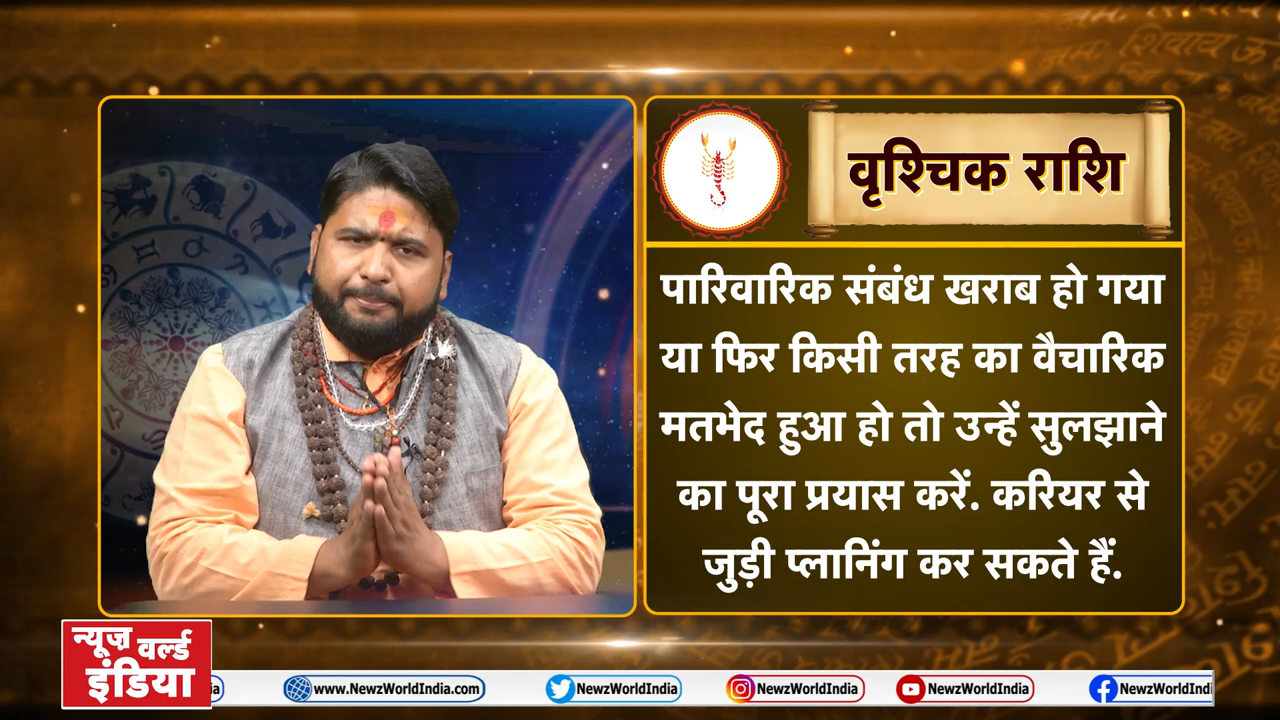 वृश्चिक राशि
पारिवारिक संबंध खराब हो गया
या फिर किसी तरह का वैचारिक
मतभेद हुआ हो तो उन्हें सुलझाने
का पूरा प्रयास करें. करियर से
जुड़ी प्लानिंग कर सकते हैं.
न्यूज़ वर्ल्ड
इंडिया
www.NewzWorldIndia.com NewzWorldIndia NewzWorldIndia NewzWorldIndia NewzWorldIndi